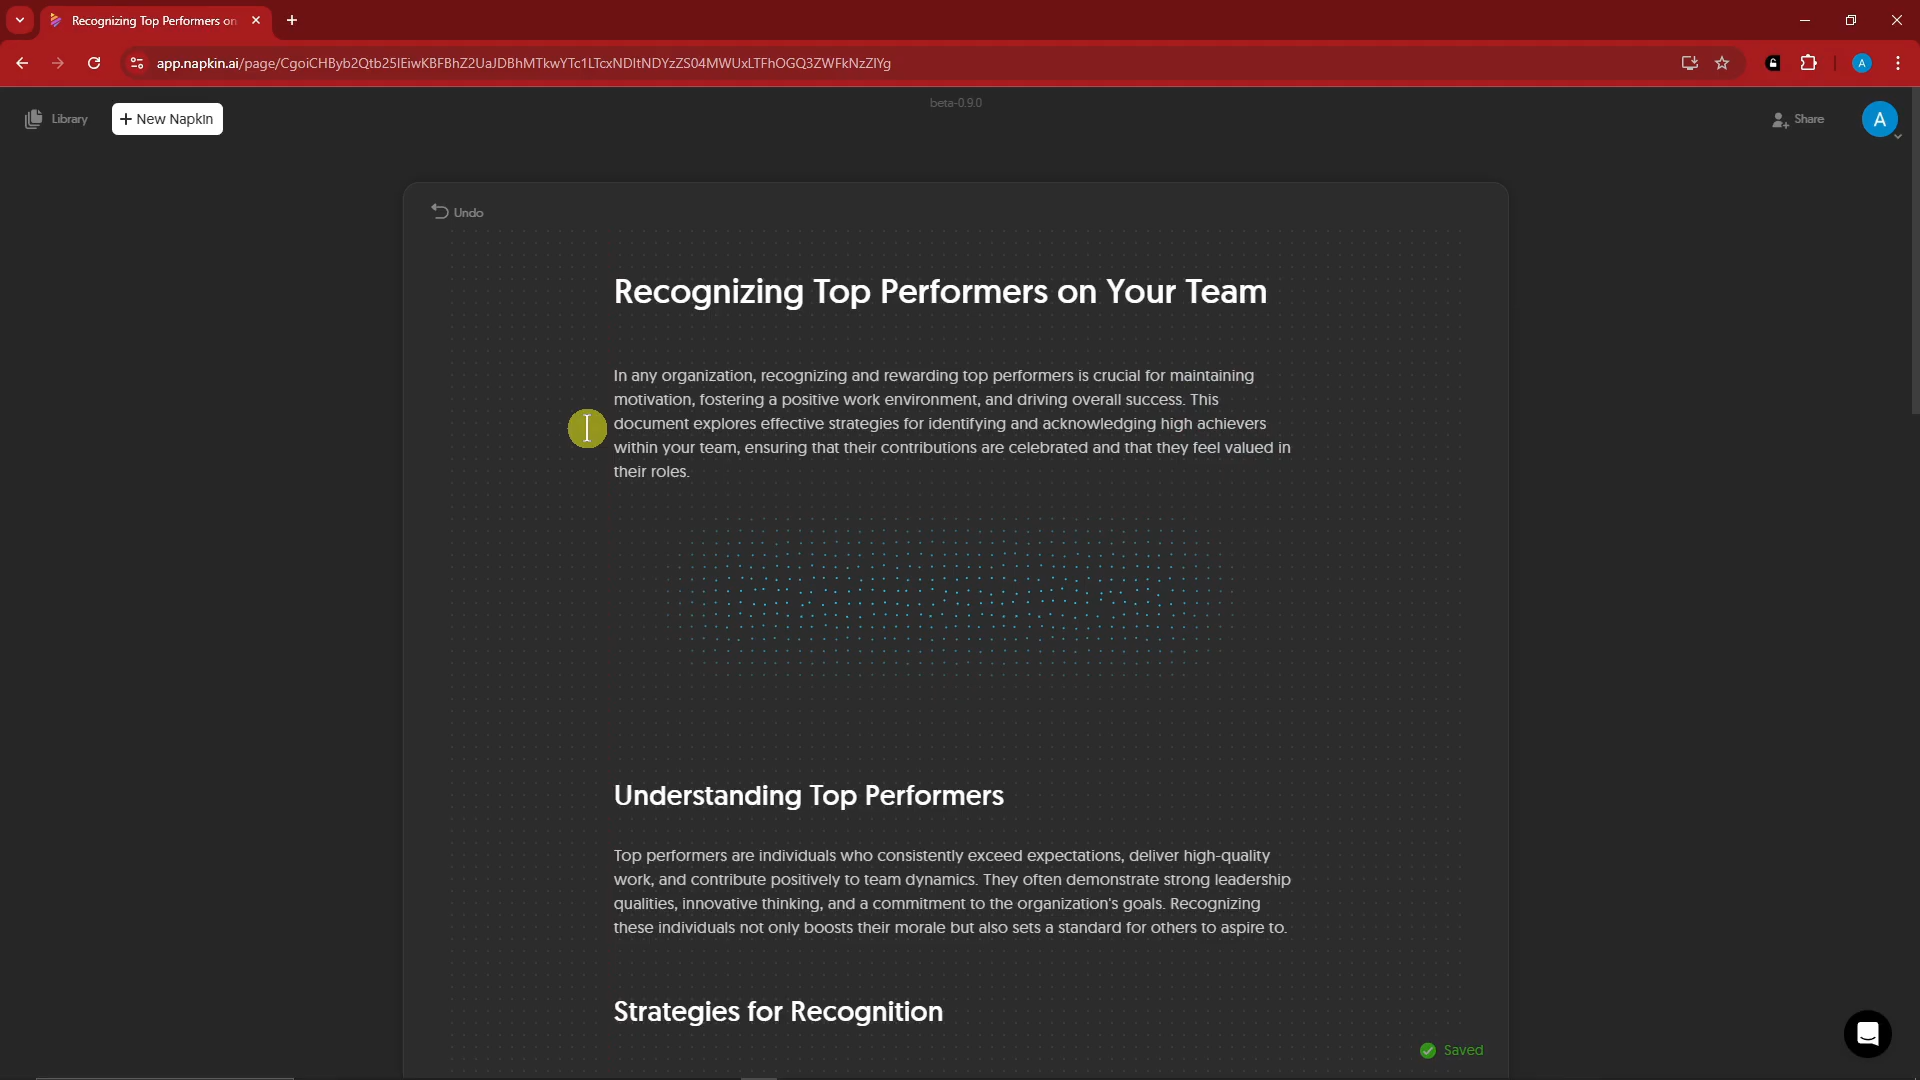 Recognizing Top Performers on
app.napkin.ai/page/CgoiCHByb2Qtb25lEiwKBFBhZ2UaJDBhMTkwYTc1LTcxNDltNDYzZS04MWUxLTFhOGQ3ZWFkNzZlYg
beta-0.9.0
Library
+ New Napkin
Share
A
A
Undo
Recognizing Top Performers on Your Team
In any organization, recognizing and rewarding top performers is crucial for maintaining
motivation, fostering a positive work environment, and driving overall success. This
document explores effective strategies for identifying and acknowledging high achievers
within your team, ensuring that their contributions are celebrated and that they feel valued in
their roles.
Understanding Top Performers
Top performers are individuals who consistently exceed expectations, deliver high-quality
work, and contribute positively to team dynamics. They often demonstrate strong leadership
qualities, innovative thinking, and a commitment to the organization's goals. Recognizing
these individuals not only boosts their morale but also sets a standard for others to aspire to.
Strategies for Recognition
Saved